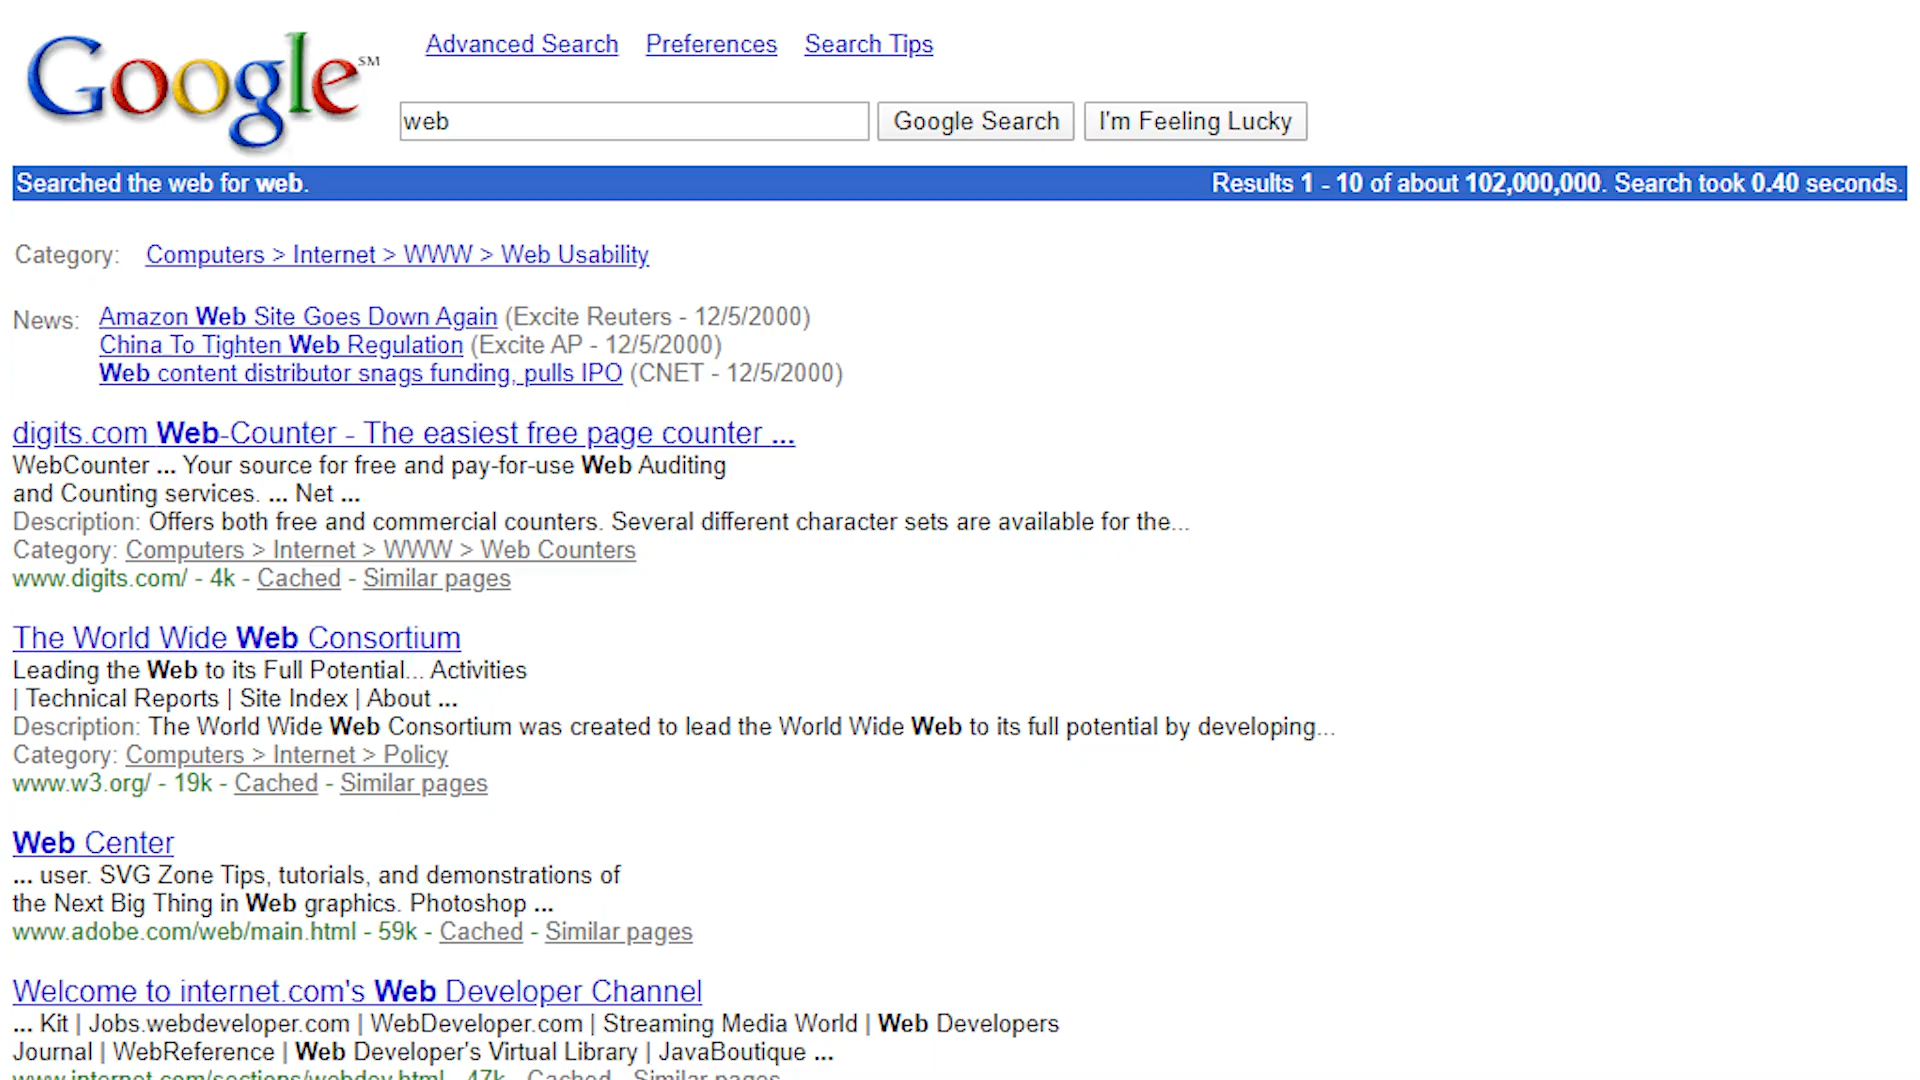 Google SM
Advanced Search Preferences Search Tips
web Google Search I'm Feeling Lucky
Searched the web for web. Results 1 - 10 of about 102,000,000. Search took 0.40 seconds.
Category: Computers > Internet > WWW > Web Usability
News: Amazon Web Site Goes Down Again (Excite Reuters - 12/5/2000)
China To Tighten Web Regulation (Excite AP - 12/5/2000)
Web content distributor snags funding, pulls IPO (CNET - 12/5/2000)
digits.com Web-Counter - The easiest free page counter ...
WebCounter ... Your source for free and pay-for-use Web Auditing
and Counting services. ... Net ...
Description: Offers both free and commercial counters. Several different character sets are available for the...
Category: Computers > Internet > WWW > Web Counters
www.digits.com/ - 4k - Cached - Similar pages
The World Wide Web Consortium
Leading the Web to its Full Potential... Activities
| Technical Reports | Site Index | About ...
Description: The World Wide Web Consortium was created to lead the World Wide Web to its full potential by developing...
Category: Computers > Internet > Policy
www.w3.org/ - 19k - Cached - Similar pages
Web Center
... user. SVG Zone Tips, tutorials, and demonstrations of
the Next Big Thing in Web graphics. Photoshop ...
www.adobe.com/web/main.html - 59k - Cached - Similar pages
Welcome to internet.com's Web Developer Channel
... Kit | Jobs.webdeveloper.com | WebDeveloper.com | Streaming Media World | Web Developers
Journal | WebReference | Web Developer's Virtual Library | JavaBoutique ...
www.internet.com/sections/webdev.html - 47k - Cached - Similar pages